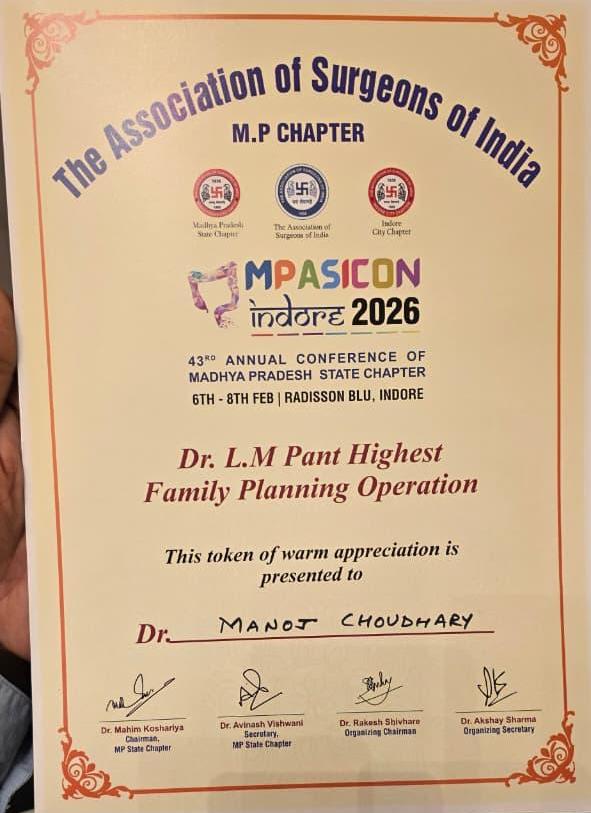 The Association of Surgeons of India
M.P CHAPTER
Madhya Pradesh
State Chapter
The Association of
Surgeons of India
Indore
City Chapter
MPASICON
indore 2026
43RD ANNUAL CONFERENCE OF
MADHYA PRADESH STATE CHAPTER
6TH - 8TH FEB | RADISSON BLU, INDORE
Dr. L.M Pant Highest
Family Planning Operation
This token of warm appreciation is
presented to
Dr. MANOJ CHOUDHARY
Dr. Mahim Koshariya
Chairman,
MP State Chapter
Dr. Avinash Vishwani
Secretary,
MP State Chapter
Dr. Rakesh Shivhare
Organizing Chairman
Dr. Akshay Sharma
Organizing Secretary